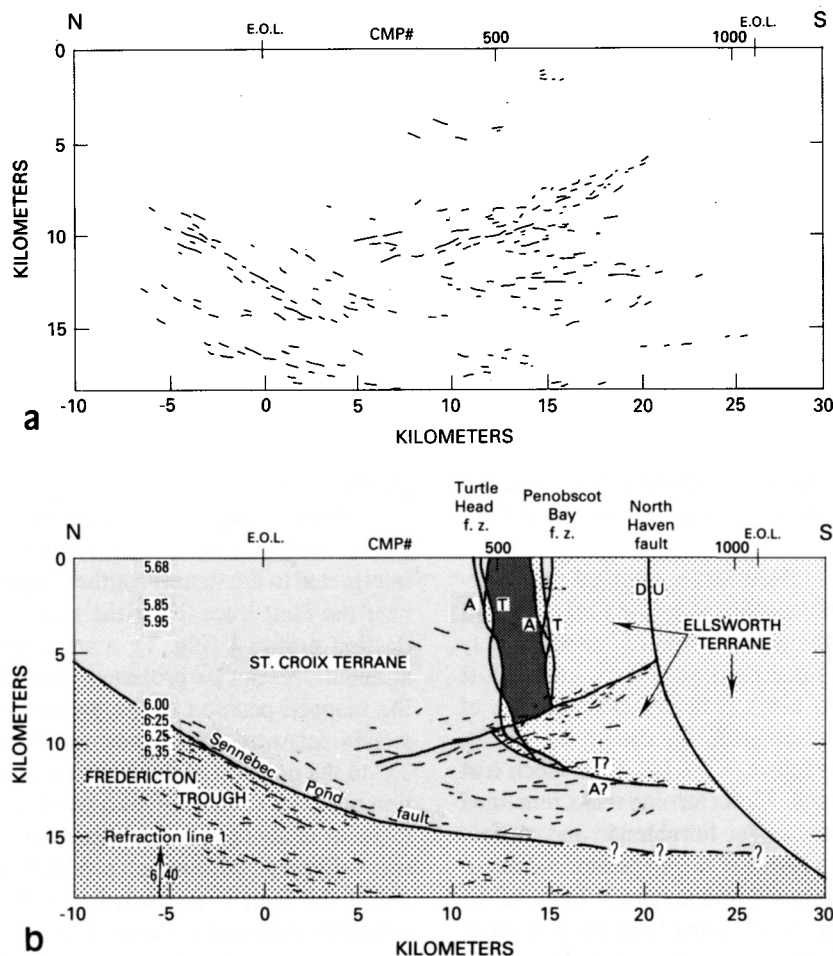 N S
E.O.L. CMP# 500 1000 E.O.L.
0
5
10
15
KILOMETERS
-10 -5 0 5 10 15 20 25 30
KILOMETERS
a
Turtle Head f. z.
Penobscot Bay f. z.
North Haven fault
N S
E.O.L. CMP# 500 1000 E.O.L.
0
5
10
15
KILOMETERS
5.68
5.85
5.95
A T A T
D U
ST. CROIX TERRANE
ELLSWORTH TERRANE
6.00
6.25
6.25
6.35
Sennebec Pond fault
FREDERICTON TROUGH
T?
A?
Refraction line 1
6.40
? ? ?
-10 -5 0 5 10 15 20 25 30
KILOMETERS
b